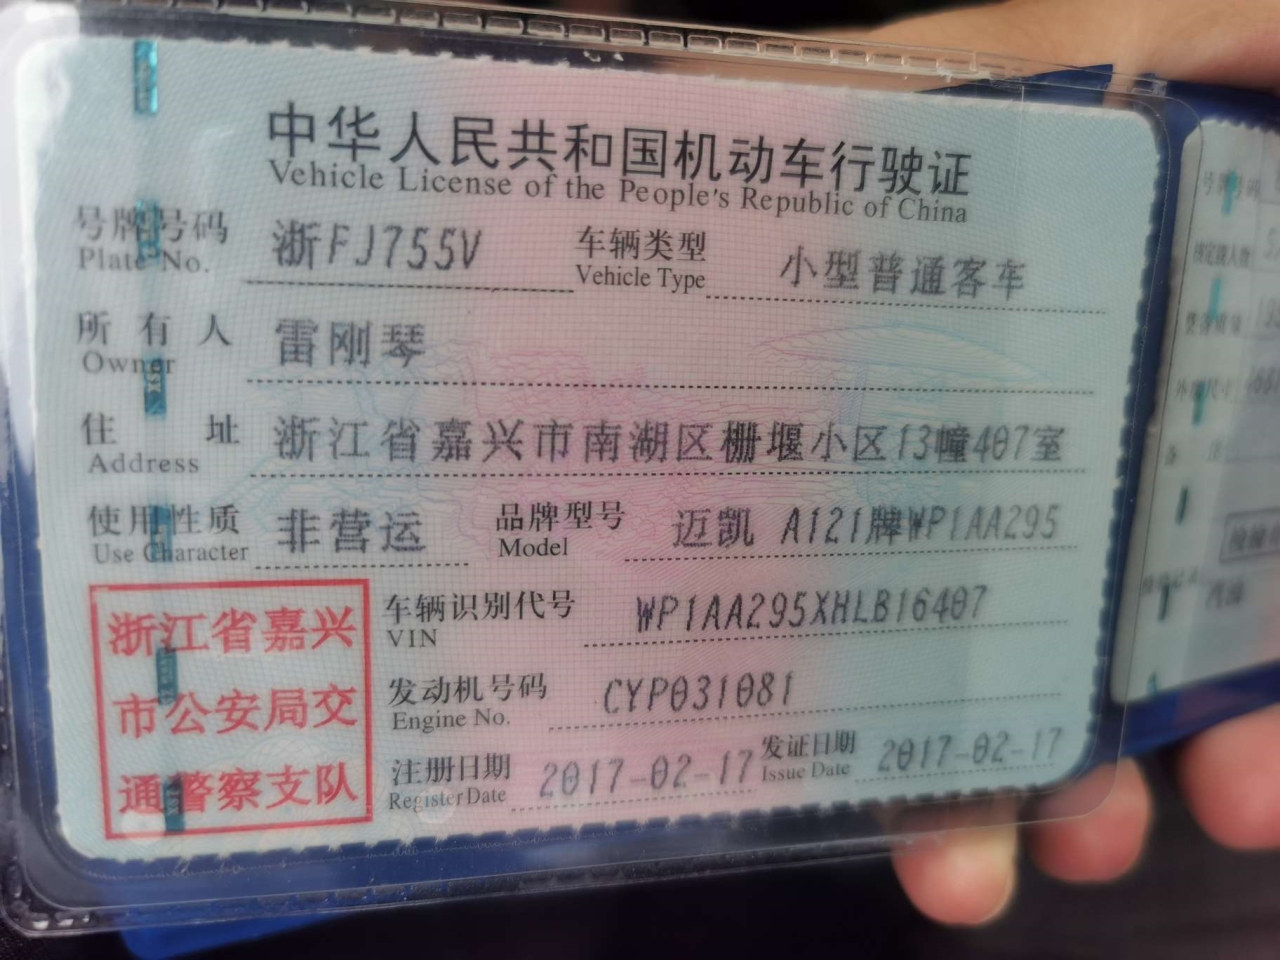 中华人民共和国机动车行驶证
Vehicle License of the People's Republic of China
号牌号码 浙FJ755V 车辆类型 小型普通客车
Plate No. Vehicle Type
所有人 雷刚琴
Owner
住址 浙江省嘉兴市南湖区栅堰小区13幢407室
Address
使用性质 非营运 品牌型号 迈凯 A121牌WP1AA295
Use Character Model
浙江省嘉兴
市公安局交
通警察支队
车辆识别代号 WP1AA295XHLB16407
VIN
发动机号码 CYP031081
Engine No.
注册日期 2017-02-17 发证日期 2017-02-17
Register Date Issue Date
号牌号码